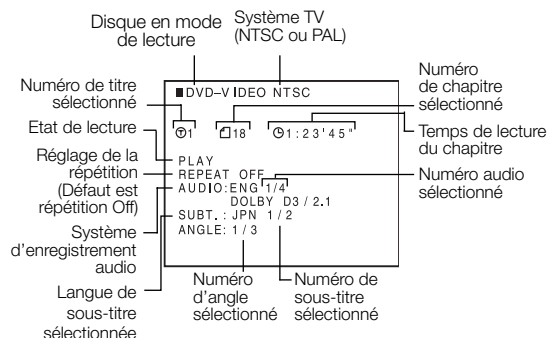 Disque en mode
de lecture
Système TV
(NTSC ou PAL)
Numéro de titre
sélectionné
Numéro
de chapitre
sélectionné
■DVD–VIDEO NTSC
Ⓣ1 18 1:23'45"
Etat de lecture
Temps de lecture
du chapitre
PLAY
Réglage de la
répétition
(Défaut est
répétition Off)
REPEAT OFF
AUDIO:ENG 1/4
DOLBY D3/2.1
Numéro audio
sélectionné
SUBT.:JPN 1/2
ANGLE:1/3
Système
d'enregistrement
audio
Langue de
sous-titre
sélectionnée
Numéro
d'angle
sélectionné
Numéro de
sous-titre
sélectionné